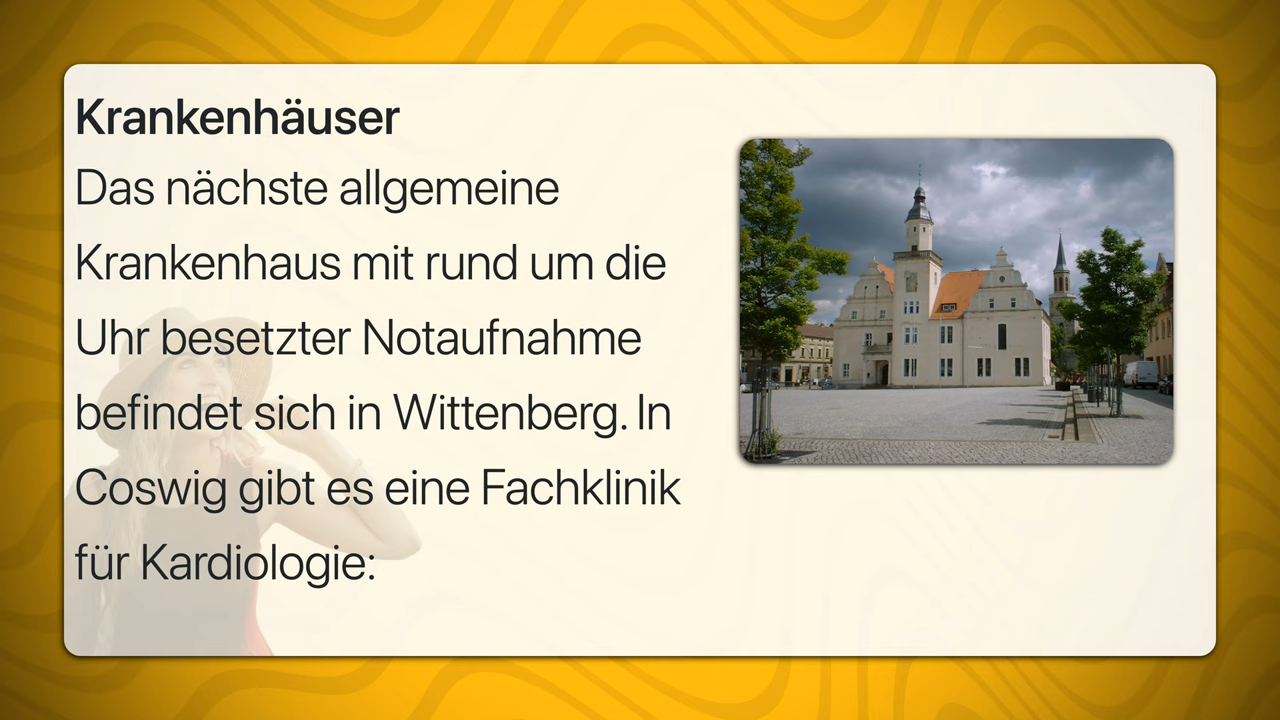 Krankenhäuser
Das nächste allgemeine
Krankenhaus mit rund um die
Uhr besetzter Notaufnahme
befindet sich in Wittenberg. In
Coswig gibt es eine Fachklinik
für Kardiologie: